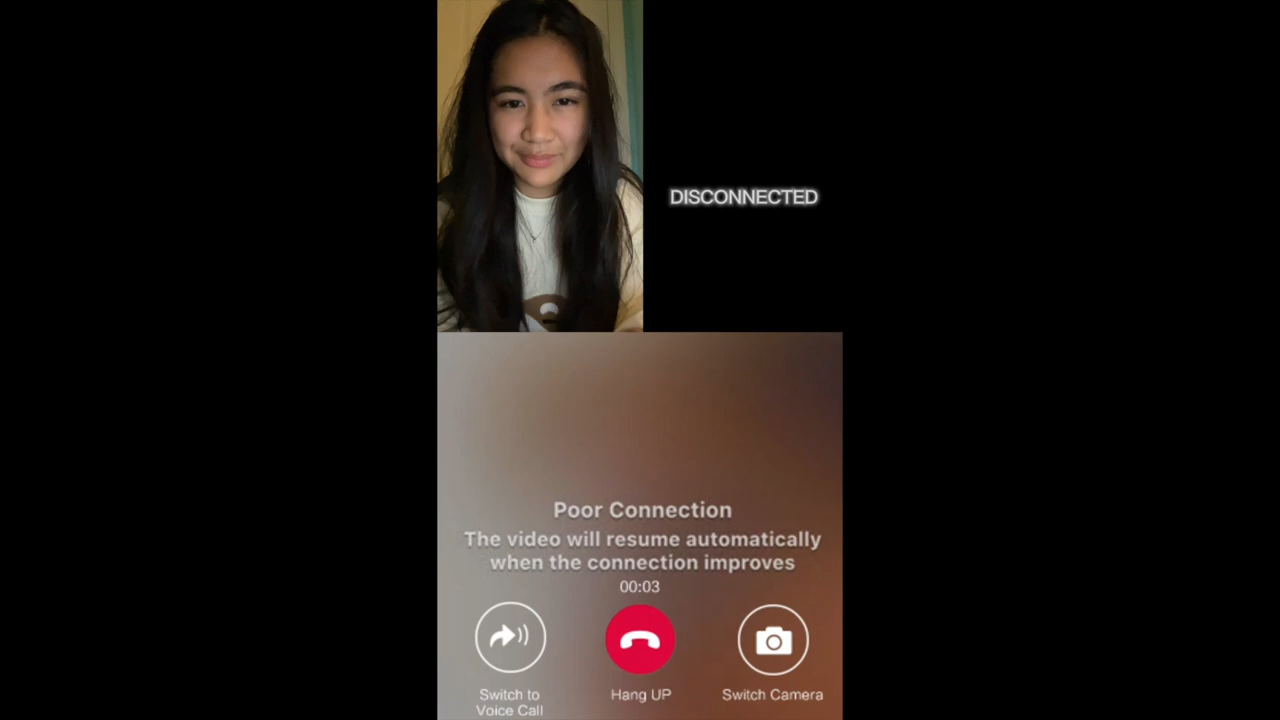 DISCONNECTED
Poor Connection
The video will resume automatically
when the connection improves
00:03
Switch to
Voice Call
Hang UP
Switch Camera